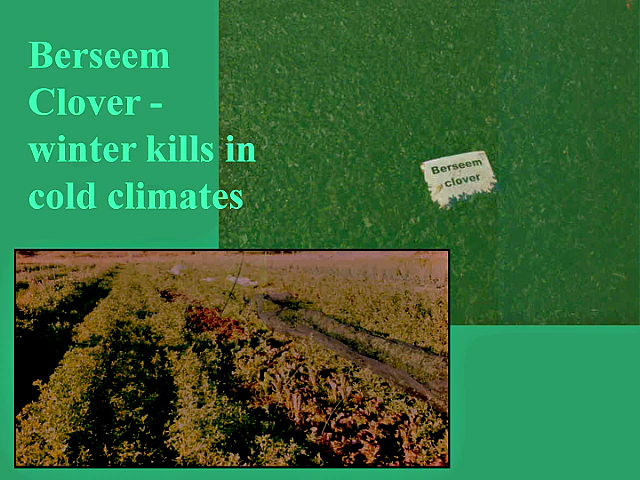 Berseem
Clover -
winter kills in
cold climates
Berseem
clover